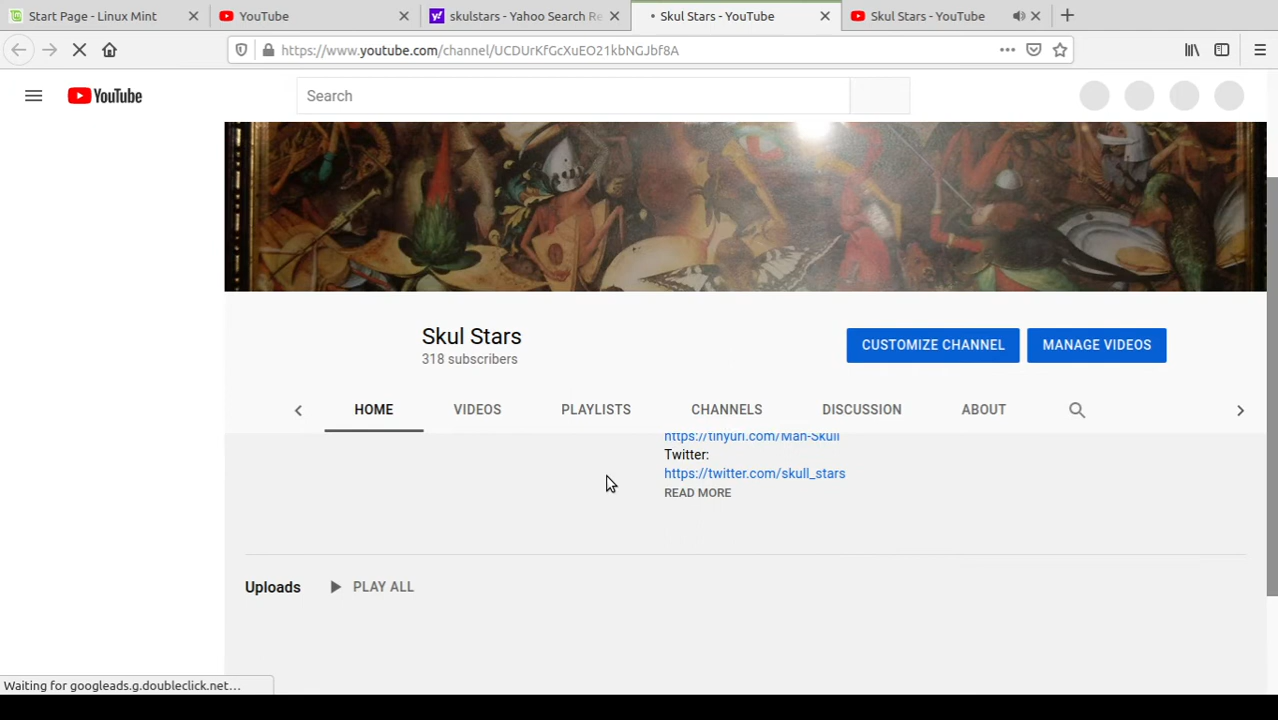 Start Page - Linux Mint
YouTube
skulstars - Yahoo Search Re
Skul Stars - YouTube
Skul Stars - YouTube
https://www.youtube.com/channel/UCDUrKfGcXuEO21kbNGJbf8A
YouTube
Search
Skul Stars
318 subscribers
CUSTOMIZE CHANNEL
MANAGE VIDEOS
HOME
VIDEOS
PLAYLISTS
CHANNELS
DISCUSSION
ABOUT
https://tinyurl.com/Man-Skull
Twitter:
https://twitter.com/skull_stars
READ MORE
Uploads
PLAY ALL
Waiting for googleads.g.doubleclick.net...